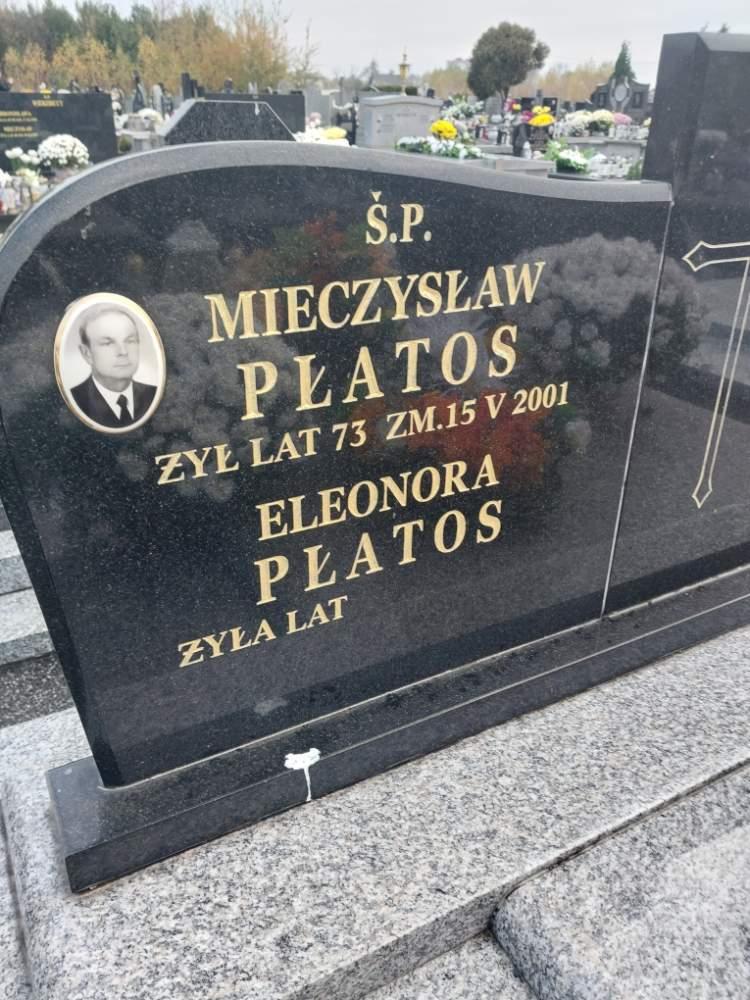 Ś.P.
MIECZYSŁAW
PŁATOS
ŻYŁ LAT 73 ZM.15 V 2001
ELEONORA
PŁATOS
ŻYŁA LAT